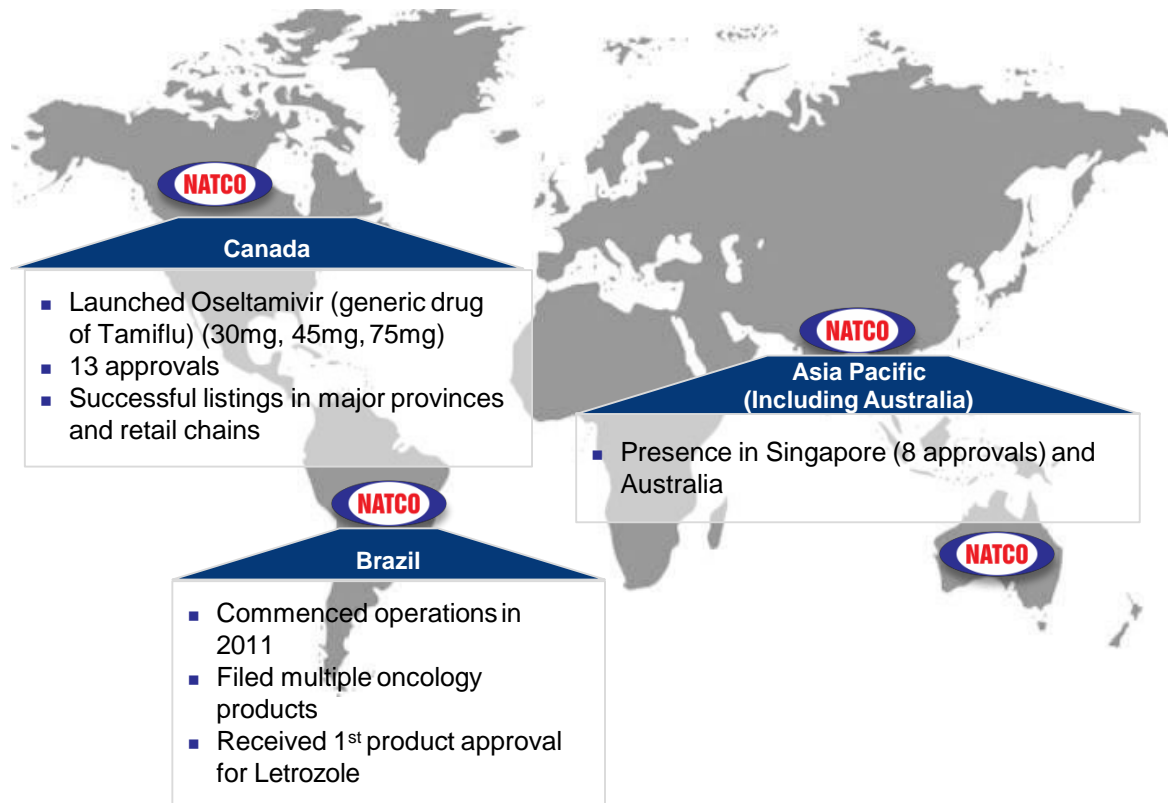 NATCO
Canada
▪ Launched Oseltamivir (generic drug
of Tamiflu) (30mg, 45mg, 75mg)
▪ 13 approvals
▪ Successful listings in major provinces
and retail chains
NATCO
Asia Pacific
(Including Australia)
▪ Presence in Singapore (8 approvals) and
Australia
NATCO
Brazil
▪ Commenced operations in
2011
▪ Filed multiple oncology
products
▪ Received 1st product approval
for Letrozole
NATCO